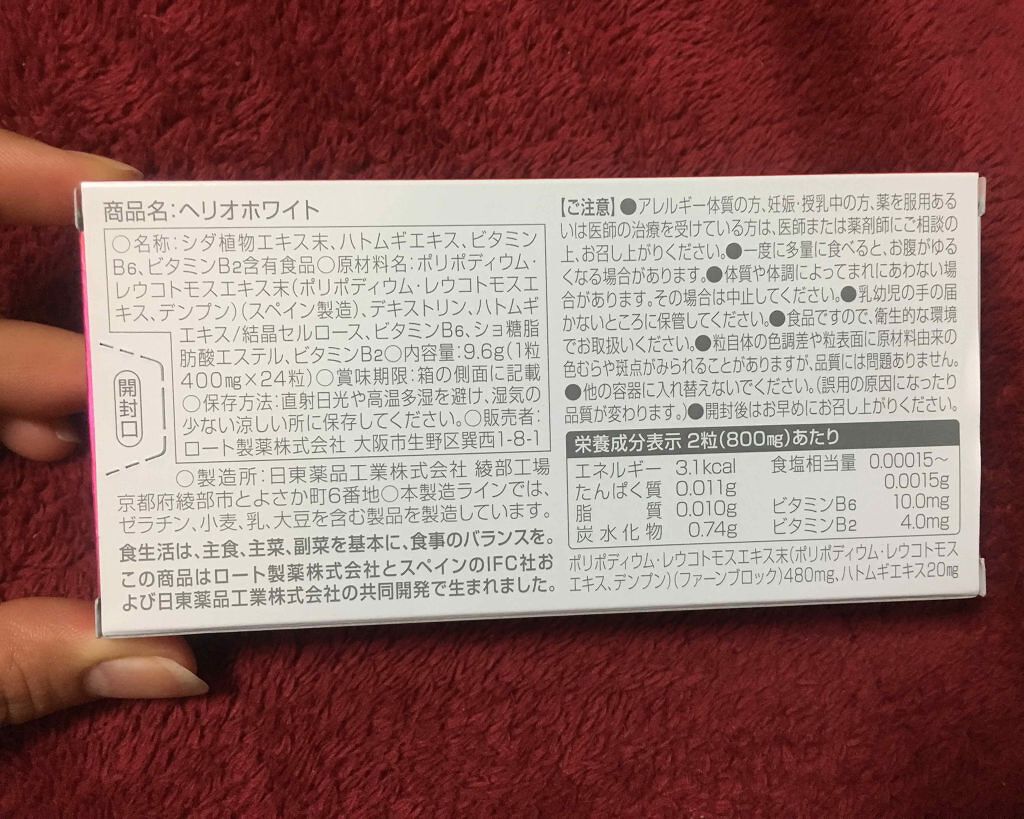 商品名:ヘリオホワイト
○名称:シダ植物エキス末、ハトムギエキス、ビタミン
B6、ビタミンB2含有食品○原材料名:ポリポディウム・
レウコトモスエキス末(ポリポディウム・レウコトモスエ
キス、デンプン)(スペイン製造)、デキストリン、ハトムギ
エキス/結晶セルロース、ビタミンB6、ショ糖脂
肪酸エステル、ビタミンB2○内容量:9.6g(1粒
400mg×24粒)○賞味期限:箱の側面に記載
○保存方法:直射日光や高温多湿を避け、湿気の
少ない涼しい所に保存してください。○販売者:
ロート製薬株式会社 大阪市生野区巽西1-8-1
開封口
○製造所:日東薬品工業株式会社 綾部工場
京都府綾部市とよさか町6番地○本製造ラインでは、
ゼラチン、小麦、乳、大豆を含む製品を製造しています。
食生活は、主食、主菜、副菜を基本に、食事のバランスを。
この商品はロート製薬株式会社とスペインのIFC社お
よび日東薬品工業株式会社の共同開発で生まれました。
【ご注意】●アレルギー体質の方、妊娠・授乳中の方、薬を服用ある
いは医師の治療を受けている方は、医師または薬剤師にご相談の
上、お召し上がりください。●一度に多量に食べると、お腹がゆる
くなる場合があります。●体質や体調によってまれにあわない場
合があります。その場合は中止してください。●乳幼児の手の届
かないところに保管してください。●食品ですので、衛生的な環境
でお取扱いください。●粒自体の色調差や粒表面に原材料由来の
色むらや斑点がみられることがありますが、品質には問題ありません。
●他の容器に入れ替えないでください。(誤用の原因になったり
品質が変わります。)●開封後はお早めにお召し上がりください。
栄養成分表示 2粒(800mg)あたり
エネルギー 3.1kcal 食塩相当量 0.00015〜
たんぱく質 0.011g 0.0015g
脂質 0.010g ビタミンB6 10.0mg
炭水化物 0.74g ビタミンB2 4.0mg
ポリポディウム・レウコトモスエキス末(ポリポディウム・レウコトモス
エキス、デンプン)(ファーンブロック)480mg、ハトムギエキス20mg